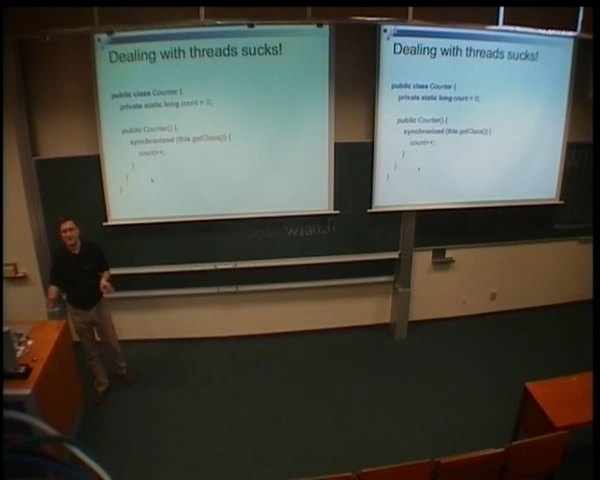 Dealing with threads sucks!
public class Counter {
private static long count = 0;
public Counter() {
synchronized (this.getClass()) {
count++;
}
}
}
Dealing with threads sucks!
public class Counter {
private static long count = 0;
public Counter() {
synchronized (this.getClass()) {
count++;
}
}
}